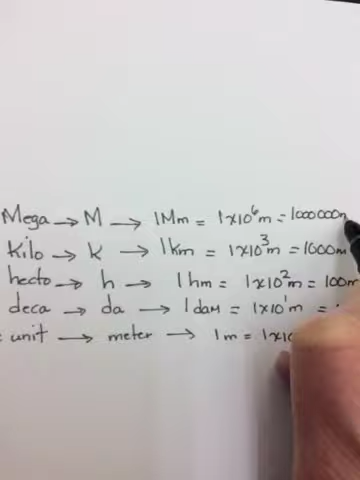 Mega → M → 1Mm = 1x10⁶m = 1000000m
Kilo → k → 1km = 1x10³m = 1000m
hecto → h → 1hm = 1x10²m = 100m
deca → da → 1dam = 1x10¹m =
unit → meter → 1m = 1x10